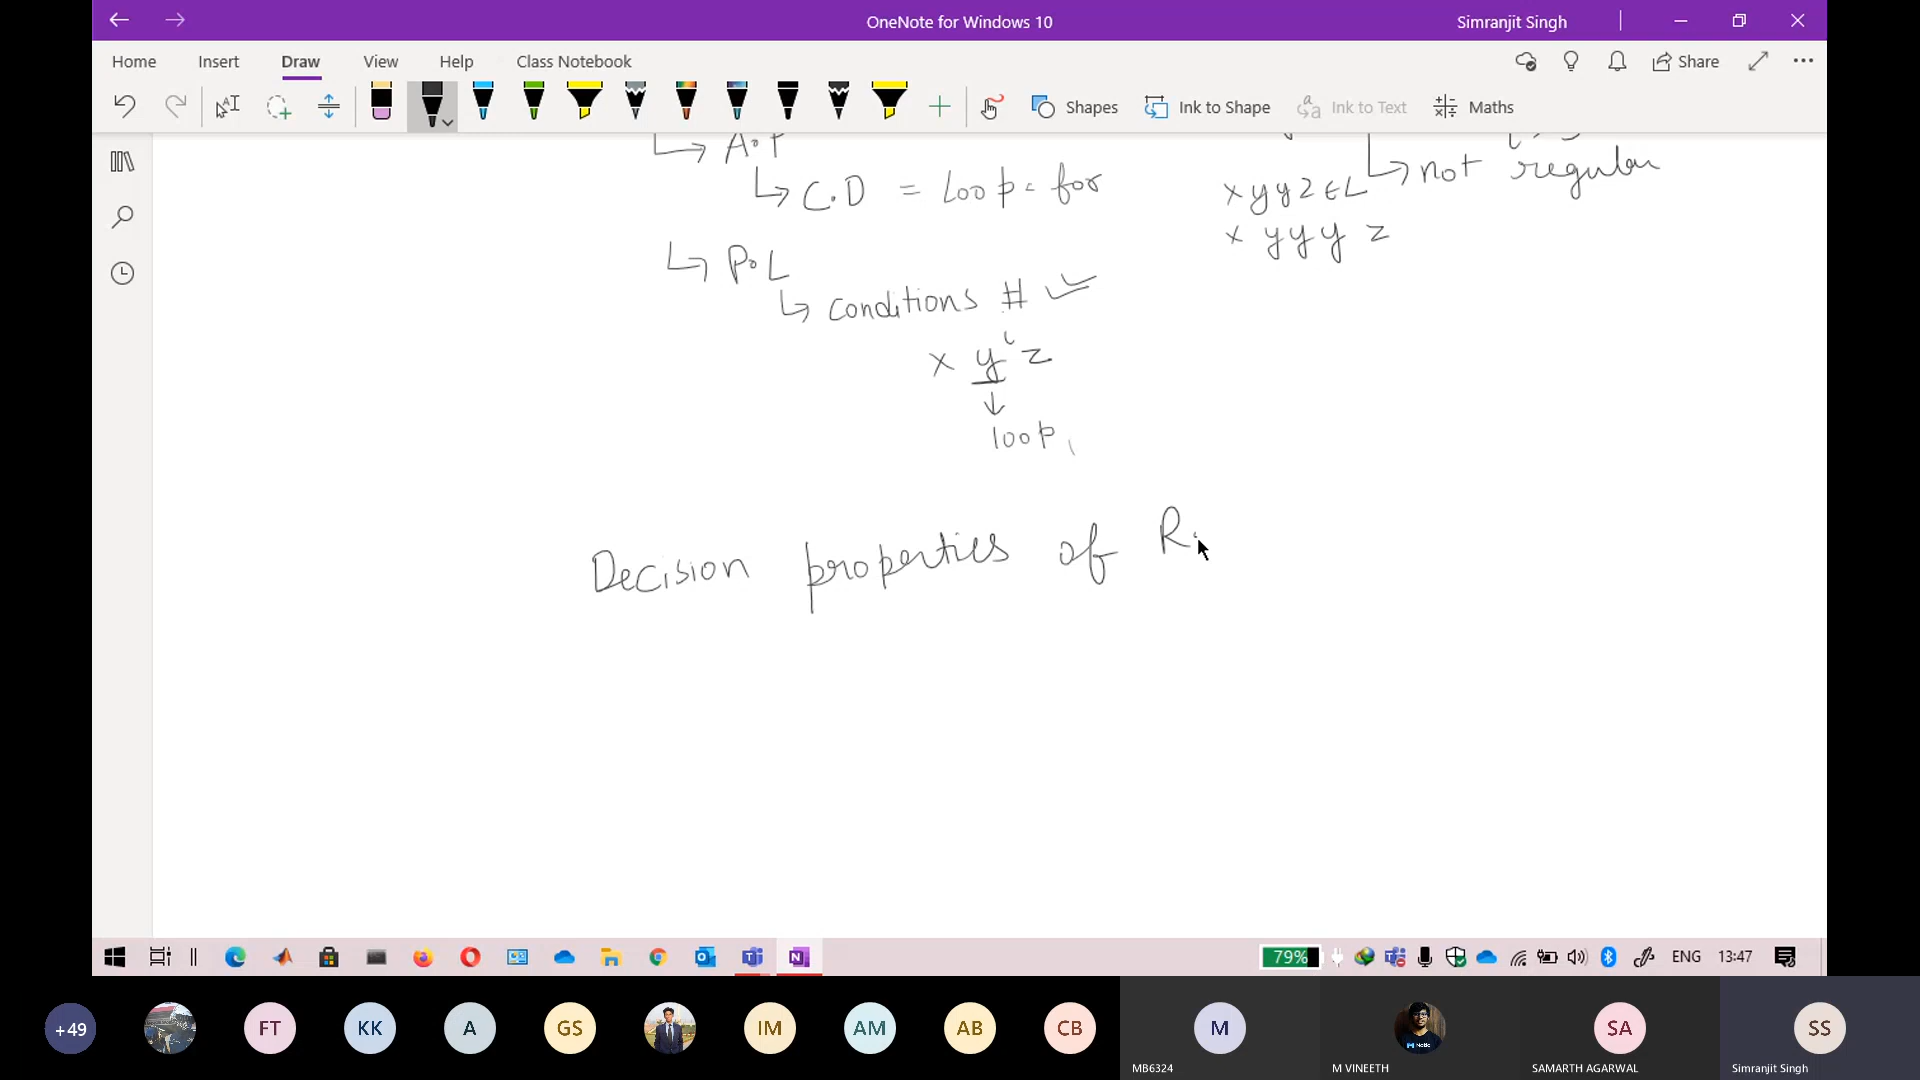 OneNote for Windows 10
Simranjit Singh
Home Insert Draw View Help Class Notebook
Share
Shapes Ink to Shape Ink to Text Maths
A.P
↳ C.D = Loop = for
↳ P.L
↳ conditions # ✓
x yⁱ z
↓
loop
↳ not regular
xyyz ∈ L
x yyy z
Decision properties of R.
79%
ENG 13:47
+49 FT KK A GS IM AM AB CB M SA SS
MB6324 M VINEETH SAMARTH AGARWAL Simranjit Singh